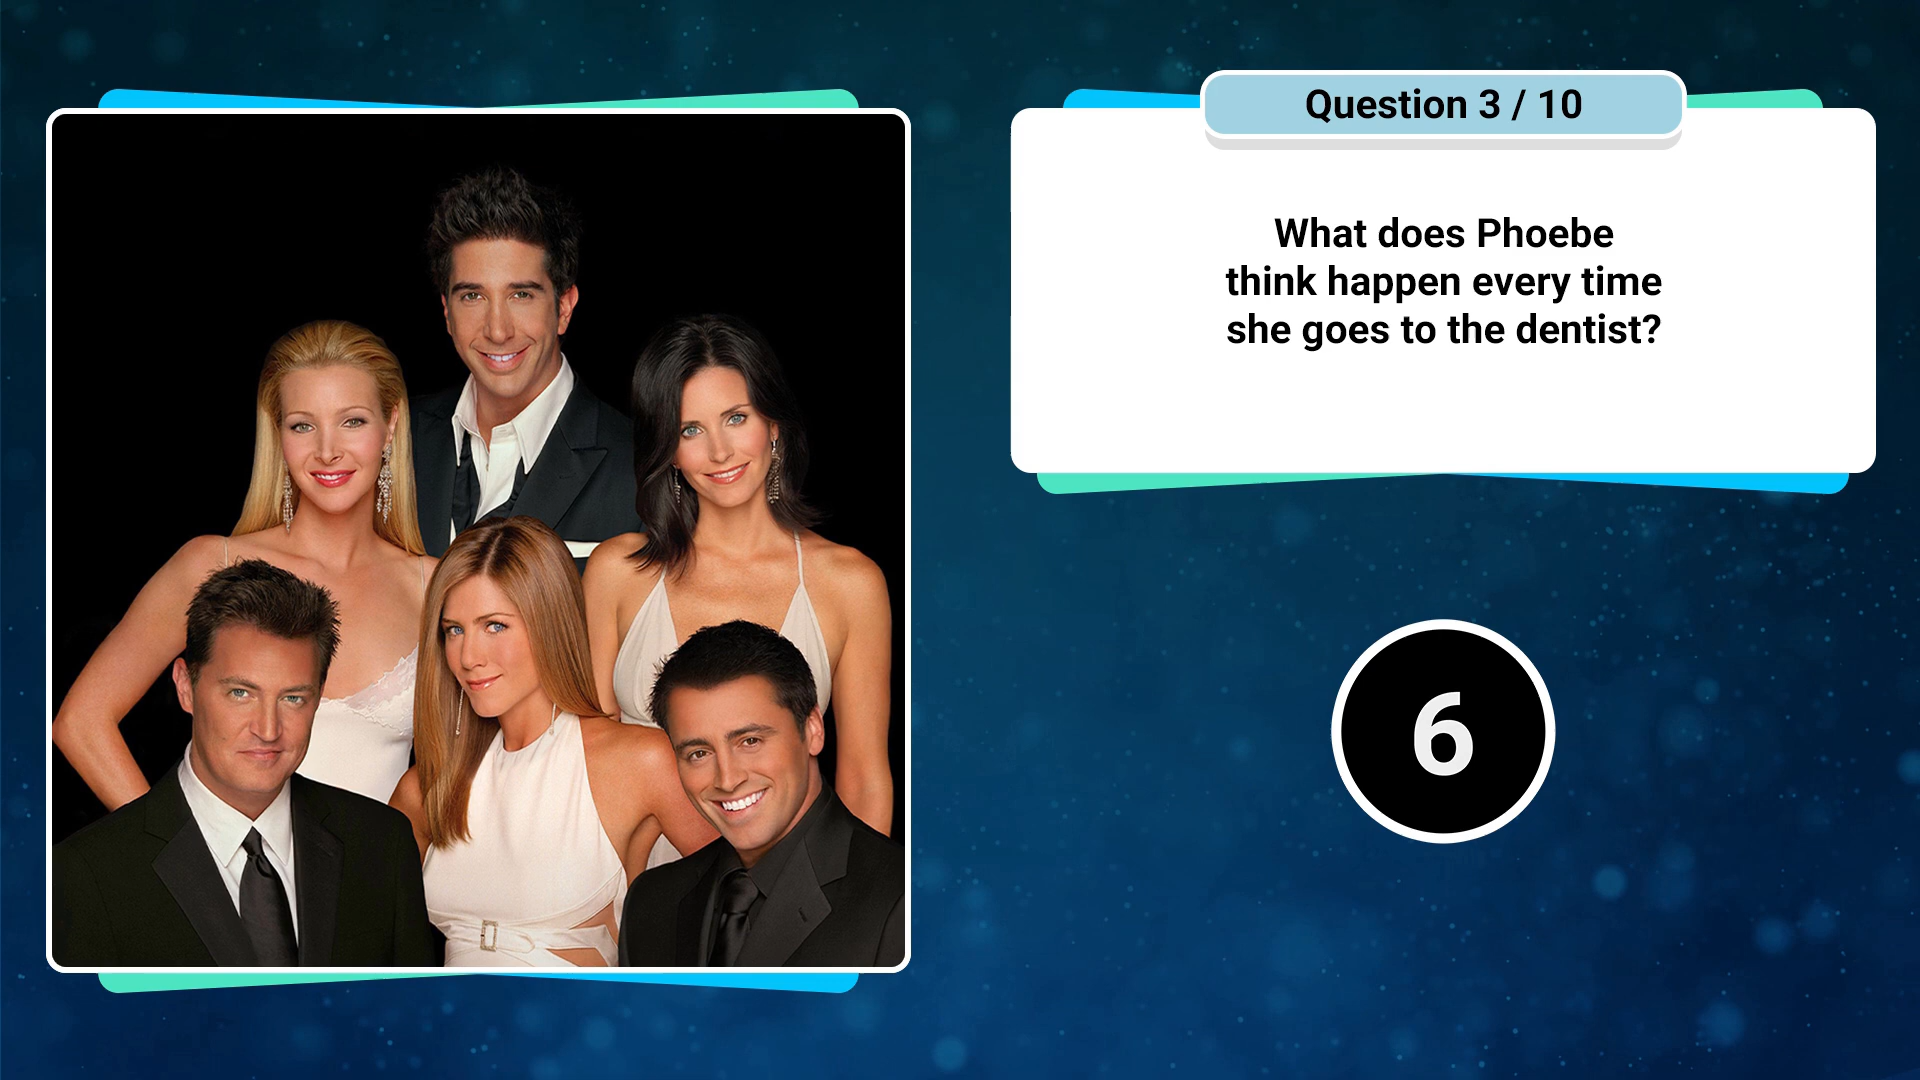 Question 3 / 10
What does Phoebe
think happen every time
she goes to the dentist?
6